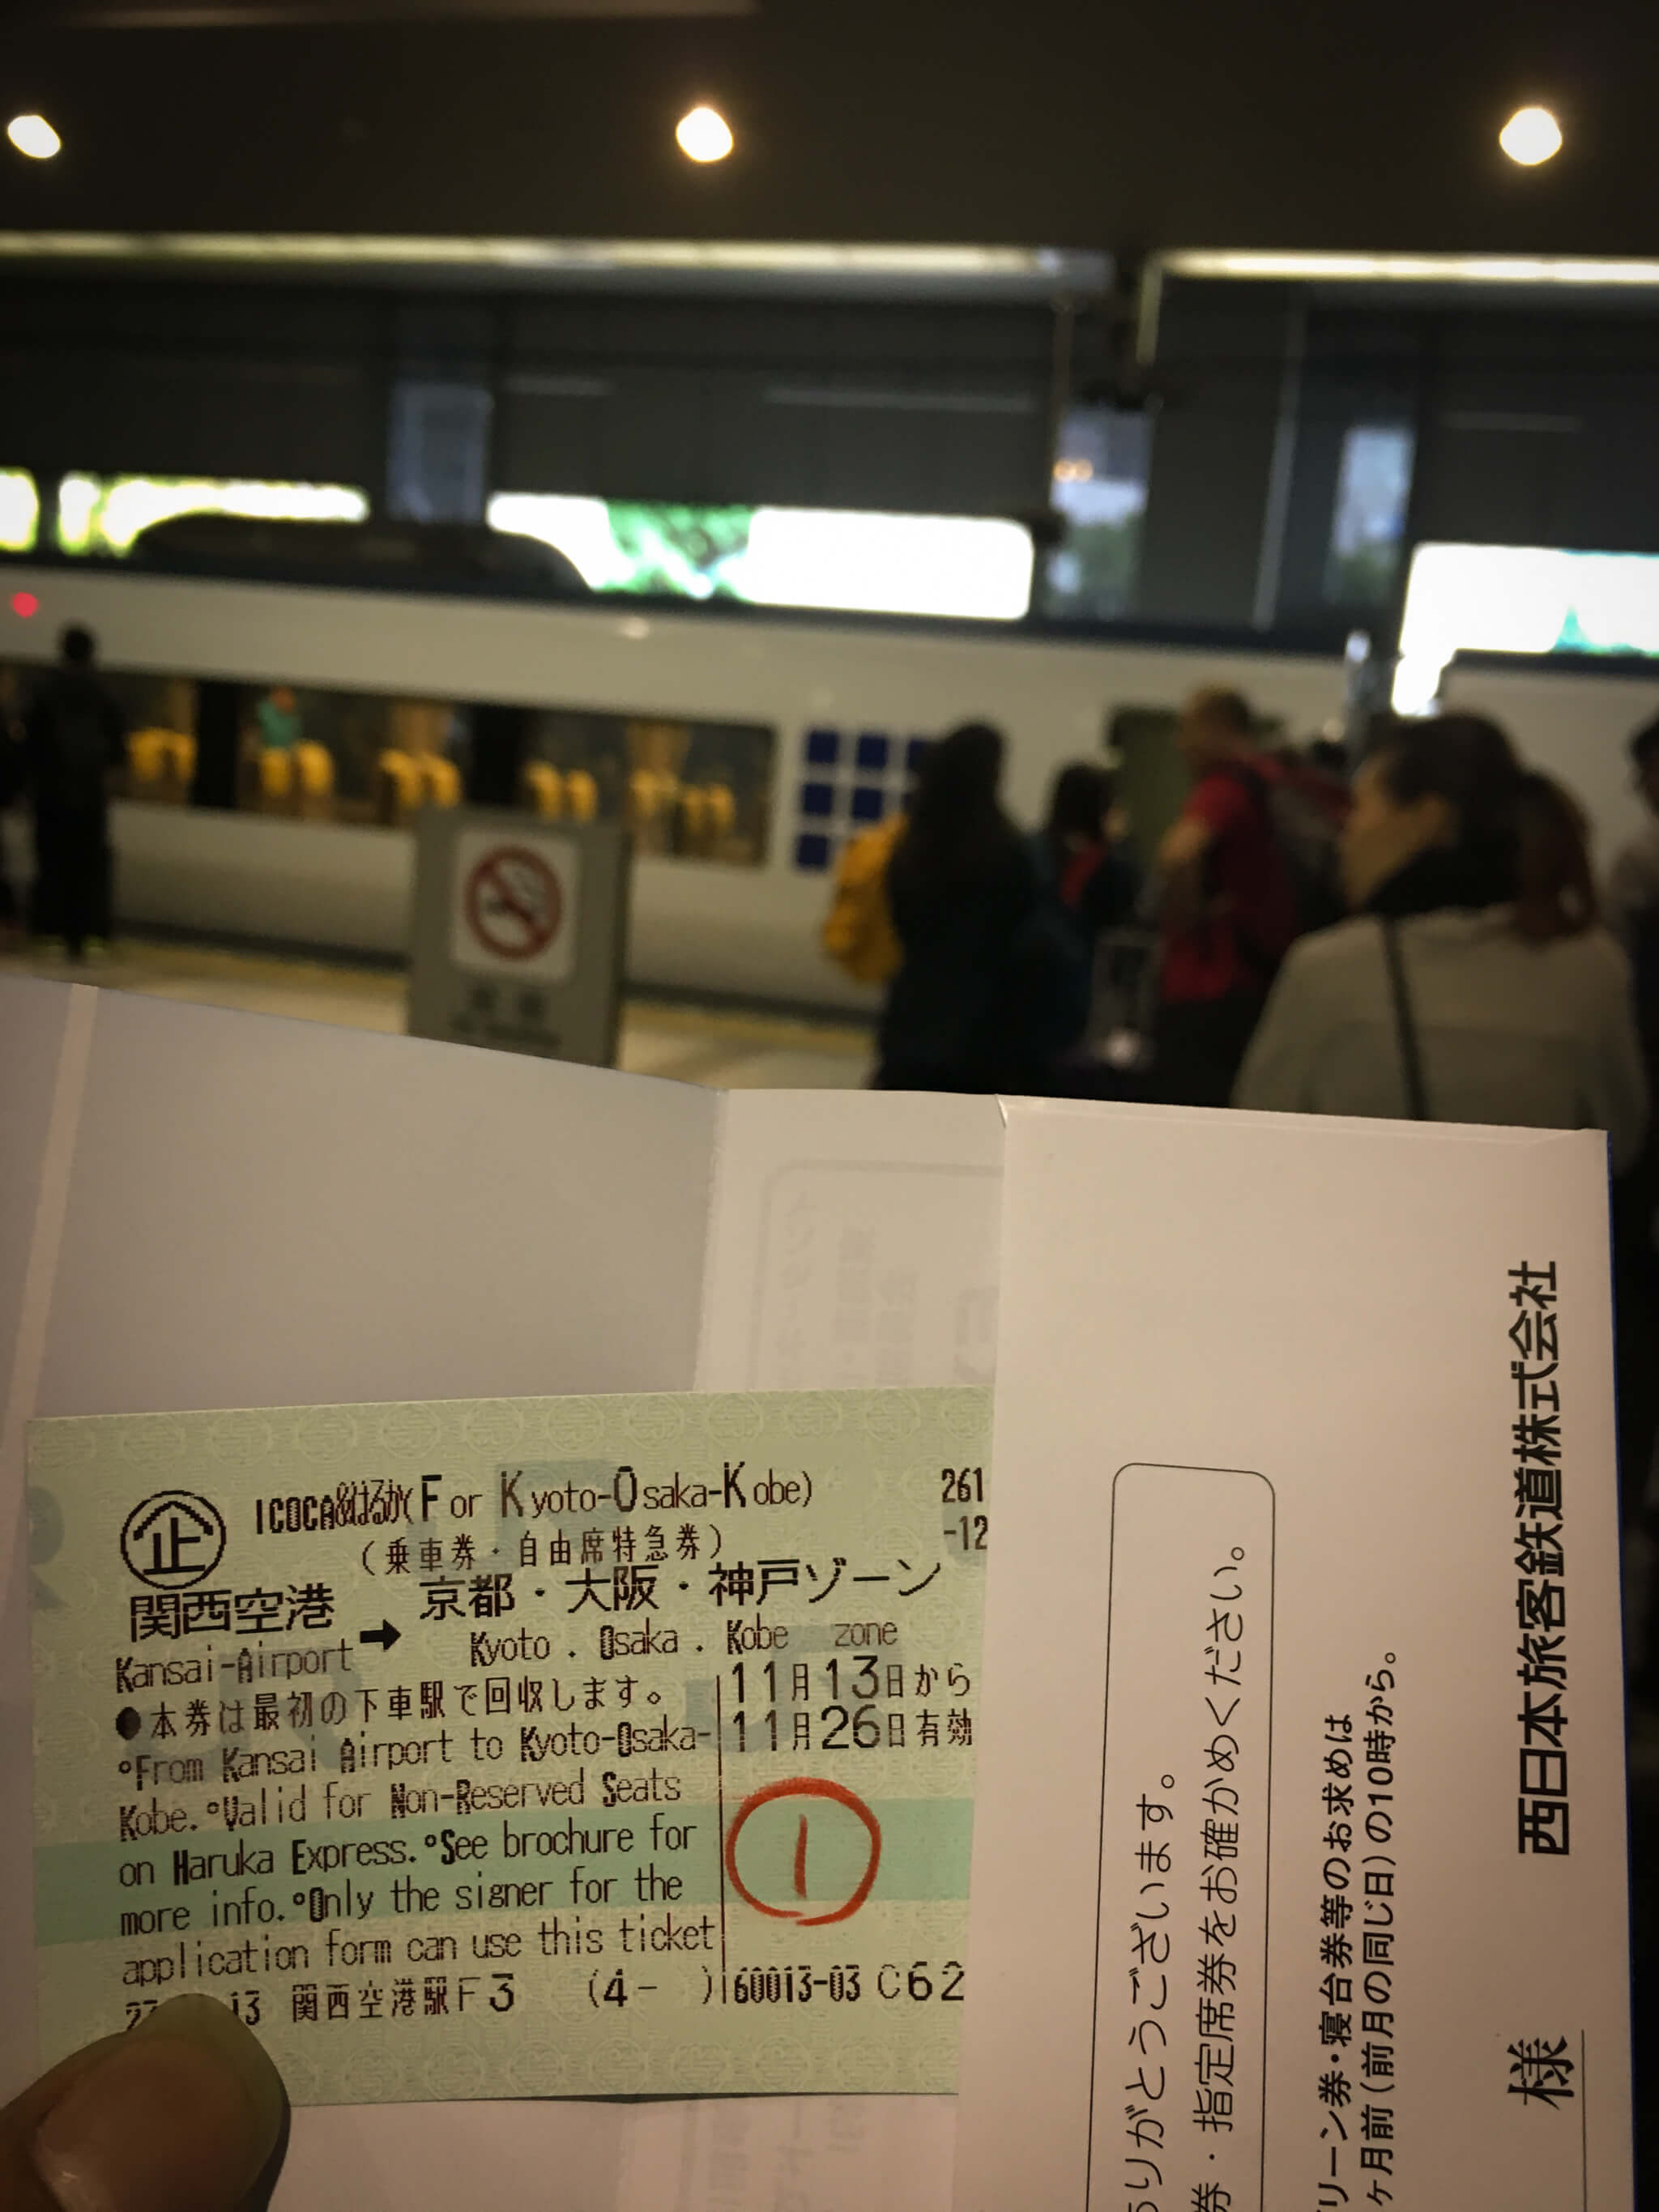 企
ICOCA&はるか(For Kyoto-Osaka-Kobe)
261
(乗車券・自由席特急券)
-12
関西空港 ➡ 京都・大阪・神戸ゾーン
Kansai-Airport Kyoto . Osaka . Kobe zone
●本券は最初の下車駅で回収します。
11月13日から
°From Kansai Airport to Kyoto-Osaka-
11月26日有効
Kobe.°Valid for Non-Reserved Seats
on Haruka Express.°See brochure for
more info.°Only the signer for the
application form can use this ticket
1
13 関西空港駅F3 (4- ) 60013-03 C62
西日本旅客鉄道株式会社
様
リーン券・寝台券等のお求めは
ヶ月前(前月の同じ日)の10時から。
りがとうございます。
券・指定席券をお確かめください。